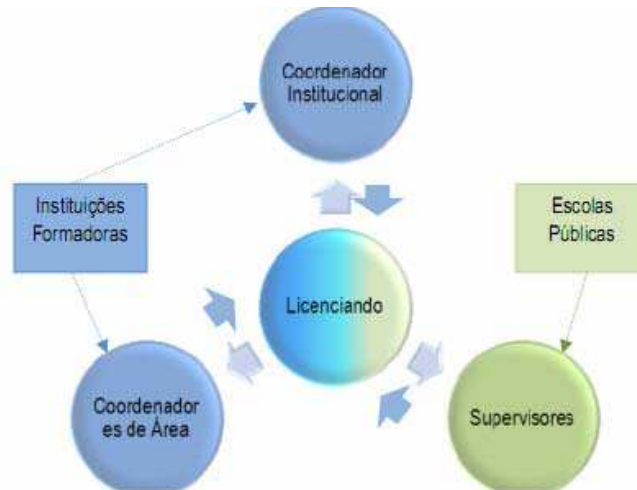 Coordenador
Institucional
Instituições
Formadoras
Escolas
Públicas
Licenciando
Coordenador
es de Área
Supervisores